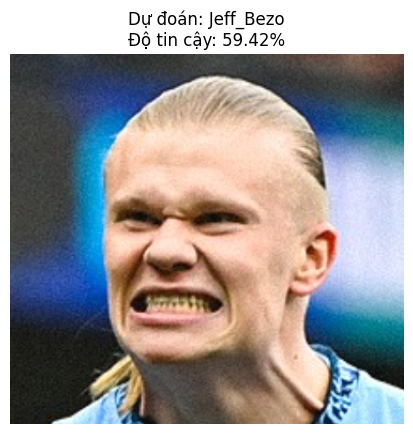 Dự đoán: Jeff_Bezo
Độ tin cậy: 59.42%